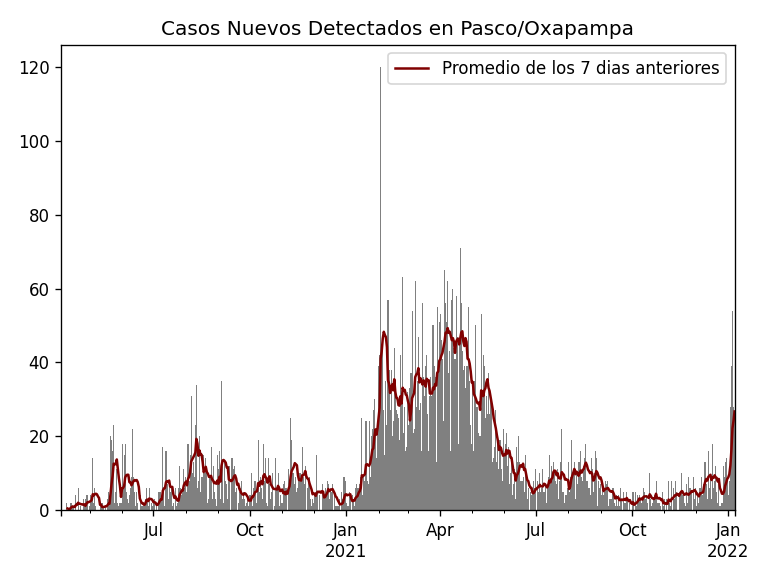 Casos Nuevos Detectados en Pasco/Oxapampa
Promedio de los 7 dias anteriores
120
100
80
60
40
20
0
Jul
Oct
Jan
2021
Apr
Jul
Oct
Jan
2022